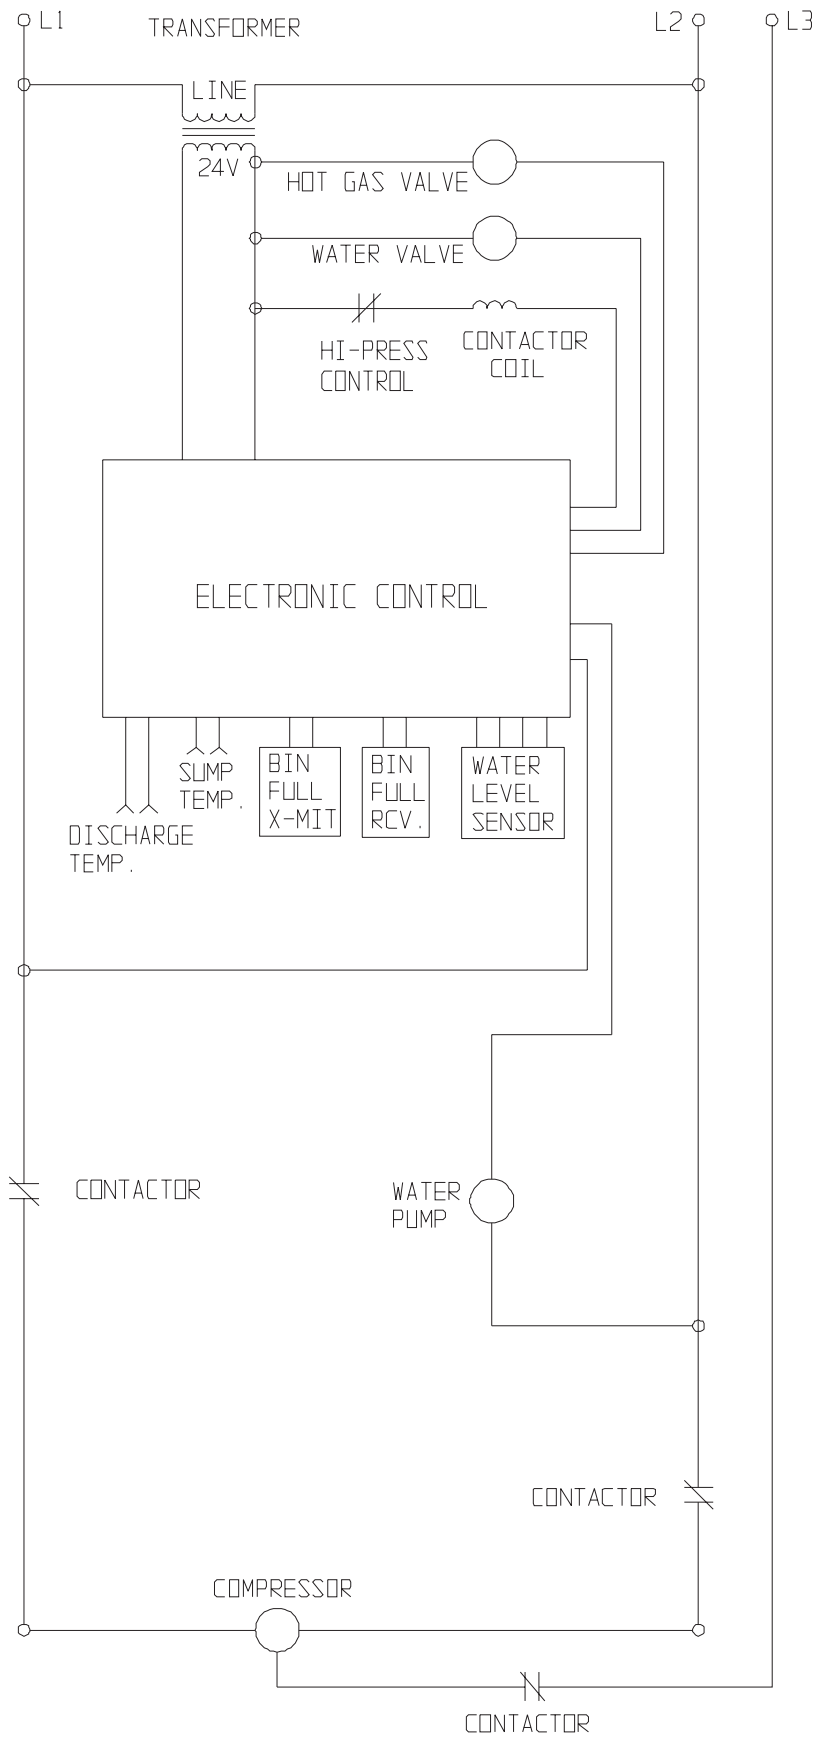 L1
TRANSFORMER
L2
L3
LINE
24V
HOT GAS VALVE
WATER VALVE
HI-PRESS
CONTROL
CONTACTOR
COIL
ELECTRONIC CONTROL
DISCHARGE
TEMP.
SUMP
TEMP.
BIN
FULL
X-MIT
BIN
FULL
RCV.
WATER
LEVEL
SENSOR
CONTACTOR
WATER
PUMP
CONTACTOR
COMPRESSOR
CONTACTOR